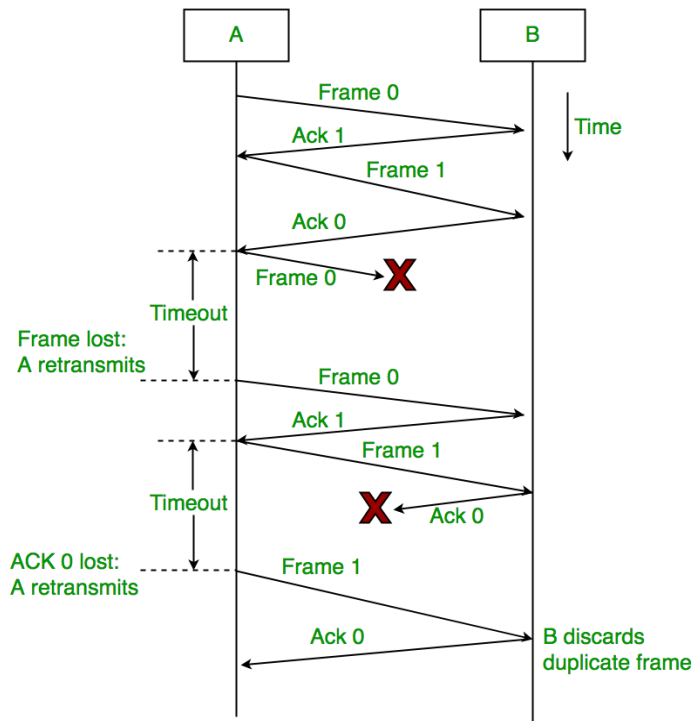 A
B
Frame 0
Time
Ack 1
Frame 1
Ack 0
Frame 0
X
Timeout
Frame lost:
A retransmits
Frame 0
Ack 1
Frame 1
Timeout
X
Ack 0
ACK 0 lost:
A retransmits
Frame 1
Ack 0
B discards
duplicate frame